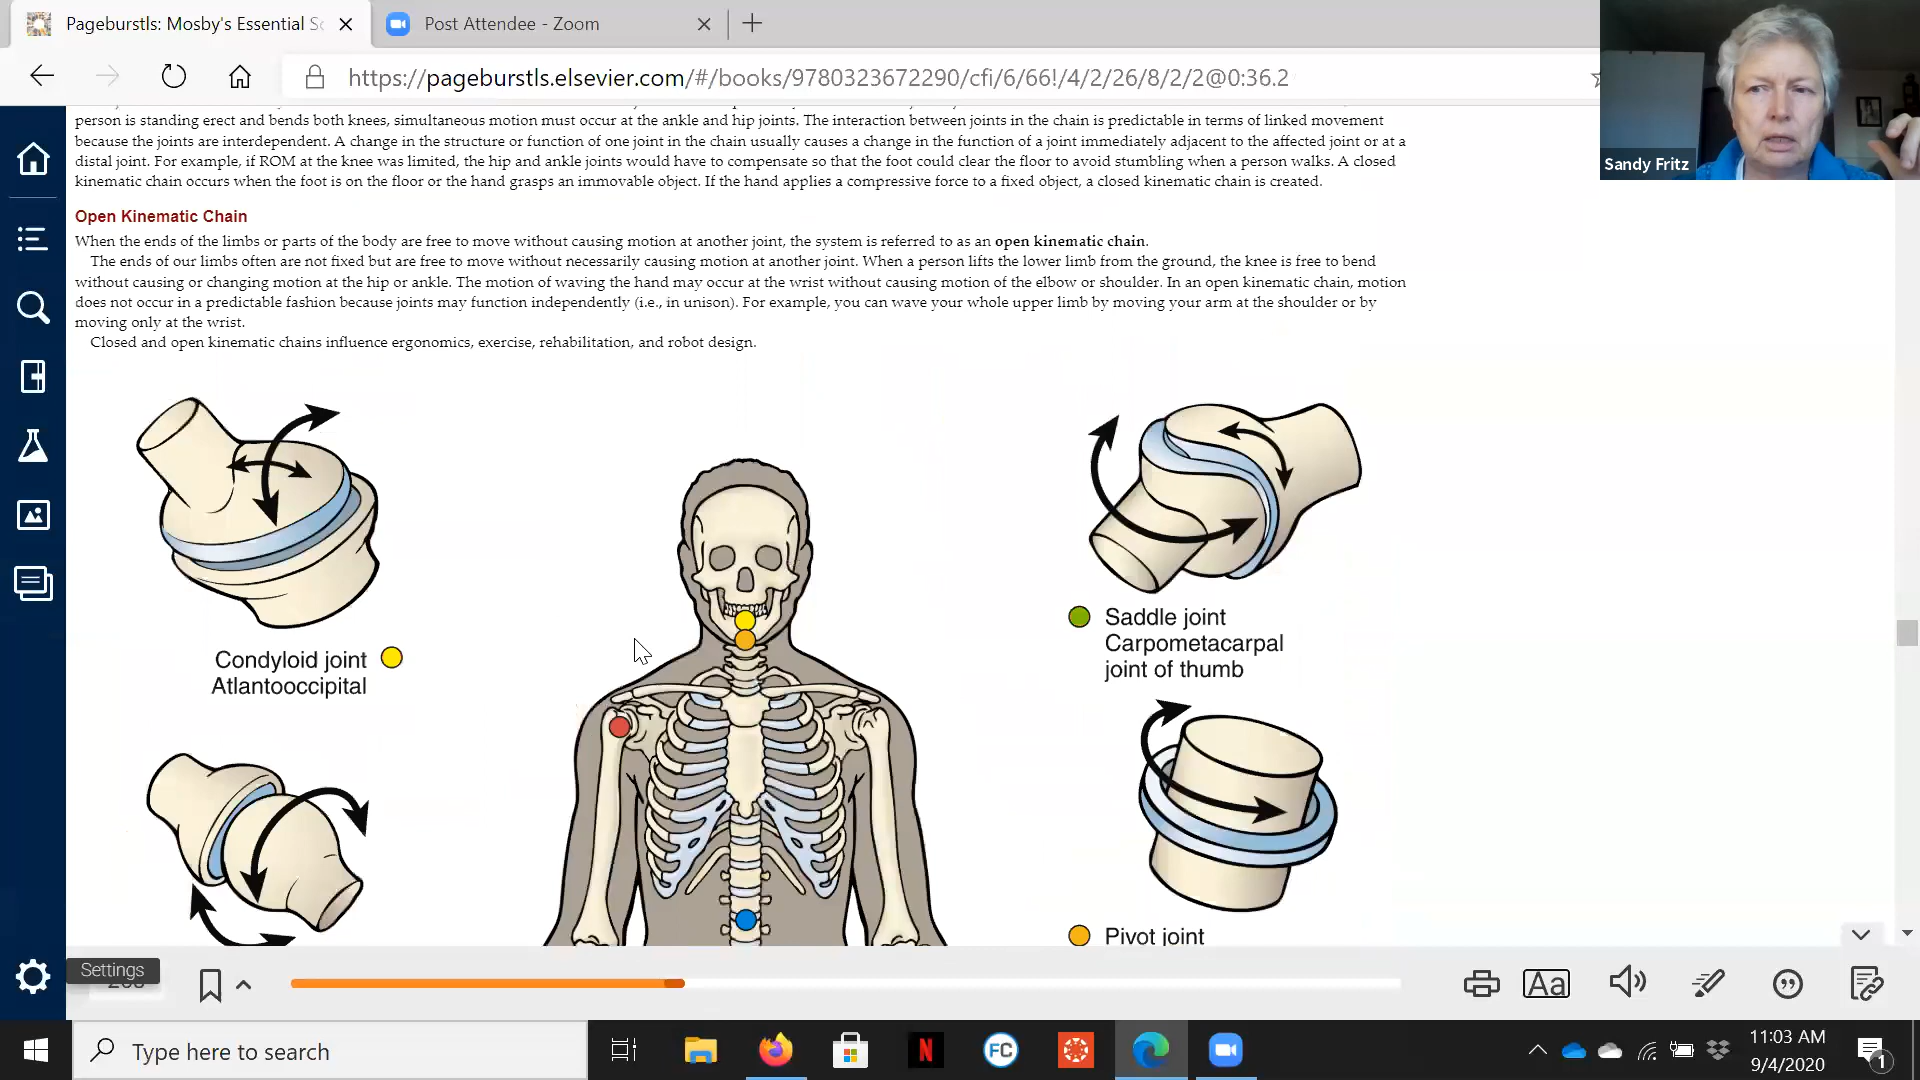 Pageburstls: Mosby's Essential Sc
Post Attendee - Zoom
https://pageburstls.elsevier.com/#/books/9780323672290/cfi/6/66!/4/2/26/8/2/2@0:36.2
Sandy Fritz
person is standing erect and bends both knees, simultaneous motion must occur at the ankle and hip joints. The interaction between joints in the chain is predictable in terms of linked movement
because the joints are interdependent. A change in the structure or function of one joint in the chain usually causes a change in the function of a joint immediately adjacent to the affected joint or at a
distal joint. For example, if ROM at the knee was limited, the hip and ankle joints would have to compensate so that the foot could clear the floor to avoid stumbling when a person walks. A closed
kinematic chain occurs when the foot is on the floor or the hand grasps an immovable object. If the hand applies a compressive force to a fixed object, a closed kinematic chain is created.
Open Kinematic Chain
When the ends of the limbs or parts of the body are free to move without causing motion at another joint, the system is referred to as an open kinematic chain.
The ends of our limbs often are not fixed but are free to move without necessarily causing motion at another joint. When a person lifts the lower limb from the ground, the knee is free to bend
without causing or changing motion at the hip or ankle. The motion of waving the hand may occur at the wrist without causing motion of the elbow or shoulder. In an open kinematic chain, motion
does not occur in a predictable fashion because joints may function independently (i.e., in unison). For example, you can wave your whole upper limb by moving your arm at the shoulder or by
moving only at the wrist.
Closed and open kinematic chains influence ergonomics, exercise, rehabilitation, and robot design.
Condyloid joint
Atlantooccipital
Saddle joint
Carpometacarpal
joint of thumb
Pivot joint
Settings
Aa
Type here to search
N
FC
11:03 AM
9/4/2020
1